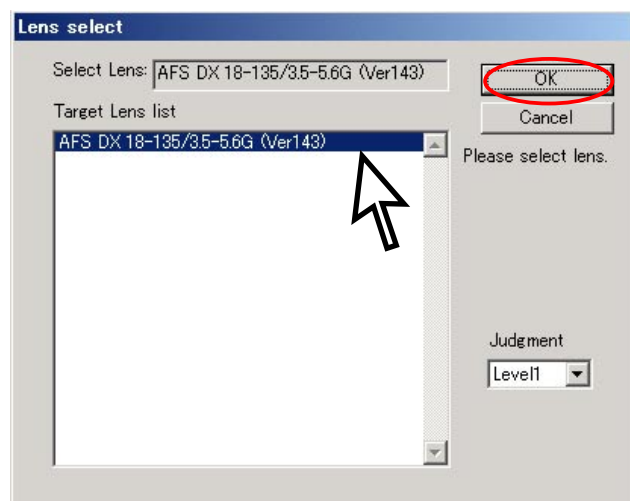 Lens select
Select Lens: AFS DX 18-135/3.5-5.6G (Ver143)
OK
Target Lens list
Cancel
AFS DX 18-135/3.5-5.6G (Ver143)
Please select lens.
Judgment
Level1